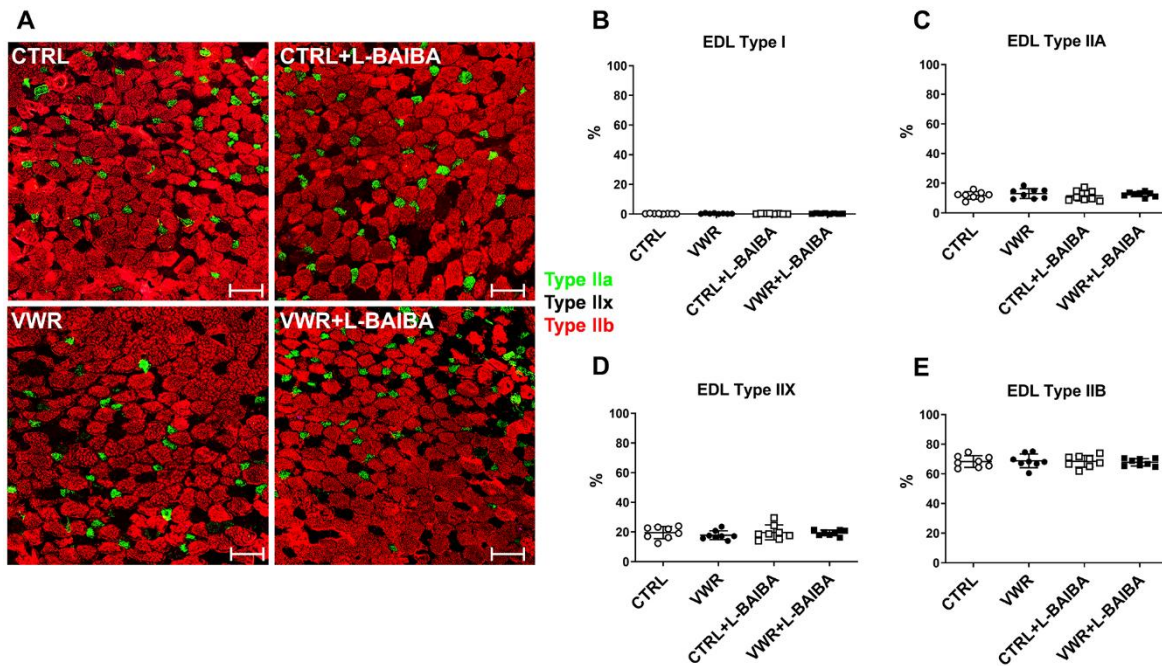 A
CTRL
CTRL+L-BAIBA
VWR
VWR+L-BAIBA
Type IIa
Type IIx
Type IIb
B
EDL Type I
%
100
80
60
40
20
0
CTRL
VWR
CTRL+L-BAIBA
VWR+L-BAIBA
C
EDL Type IIA
%
100
80
60
40
20
0
CTRL
VWR
CTRL+L-BAIBA
VWR+L-BAIBA
D
EDL Type IIX
%
100
80
60
40
20
0
CTRL
VWR
CTRL+L-BAIBA
VWR+L-BAIBA
E
EDL Type IIB
%
100
80
60
40
20
0
CTRL
VWR
CTRL+L-BAIBA
VWR+L-BAIBA